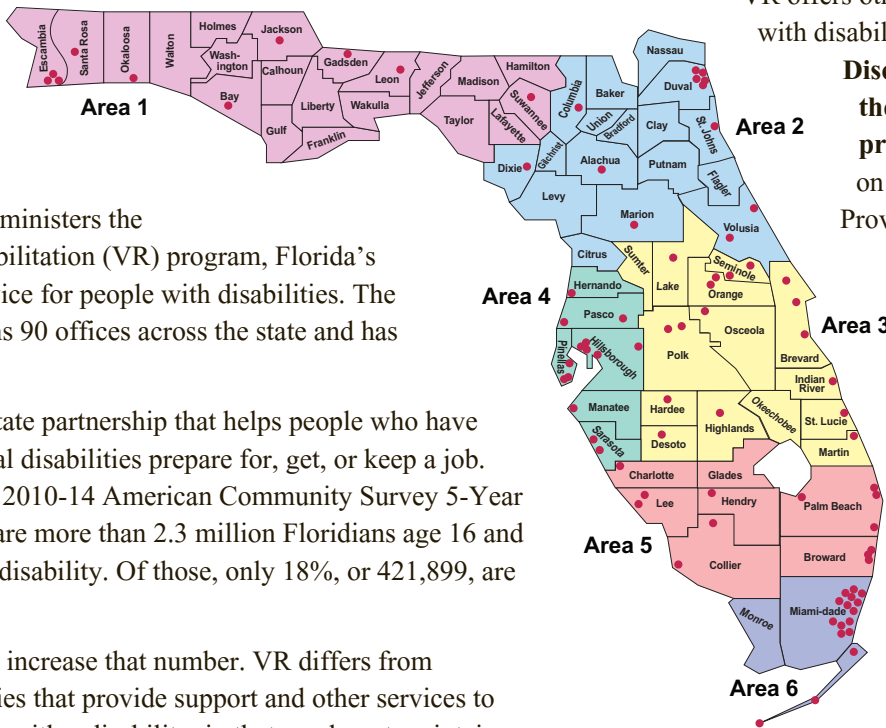 VR offers oth
with disabil
Disc
the
pr
on
Prov
Escambia
Santa Rosa
Okaloosa
Walton
Holmes
Wash-
ington
Jackson
Bay
Calhoun
Gulf
Liberty
Gadsden
Franklin
Leon
Wakulla
Jefferson
Madison
Taylor
Hamilton
Suwannee
Lafayette
Area 1
Columbia
Baker
Nassau
Duval
Union
Bradford
Clay
St. Johns
Dixie
Gilchrist
Alachua
Putnam
Flagler
Levy
Marion
Volusia
Citrus
Area 2
Sumter
Lake
Seminole
Orange
Osceola
Polk
Brevard
Indian
River
Hardee
Highlands
Okeechobee
St. Lucie
Desoto
Martin
Area 3
Hernando
Pasco
Pinellas
Hillsborough
Manatee
Sarasota
Area 4
Charlotte
Glades
Lee
Hendry
Palm Beach
Collier
Broward
Area 5
Monroe
Miami-dade
Area 6
ministers the
bilitation (VR) program, Florida’s
vice for people with disabilities. The
ns 90 offices across the state and has
tate partnership that helps people who have
al disabilities prepare for, get, or keep a job.
2010-14 American Community Survey 5-Year
are more than 2.3 million Floridians age 16 and
disability. Of those, only 18%, or 421,899, are
increase that number. VR differs from
ies that provide support and other services to